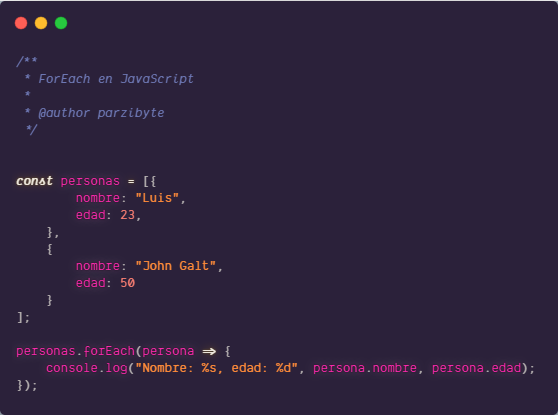 /**
 * ForEach en JavaScript
 *
 * @author parzibyte
 */
const personas = [{
        nombre: "Luis",
        edad: 23,
    },
    {
        nombre: "John Galt",
        edad: 50
    }
];
personas.forEach(persona => {
    console.log("Nombre: %s, edad: %d", persona.nombre, persona.edad);
});